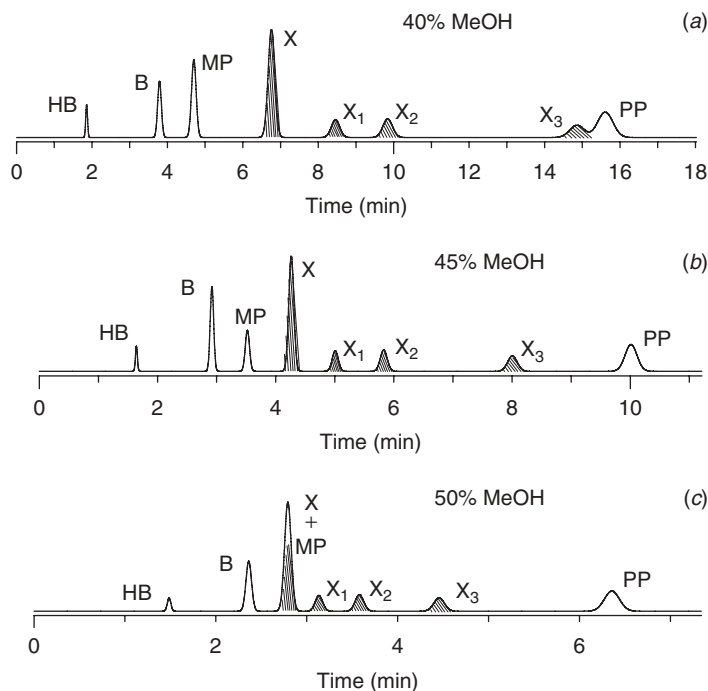 40% MeOH (a)
HB B MP X X₁ X₂ X₃ PP
0 2 4 6 8 10 12 14 16 18
Time (min)
45% MeOH (b)
HB B MP X X₁ X₂ X₃ PP
0 2 4 6 8 10
Time (min)
50% MeOH (c)
HB B X + MP X₁ X₂ X₃ PP
0 2 4 6
Time (min)